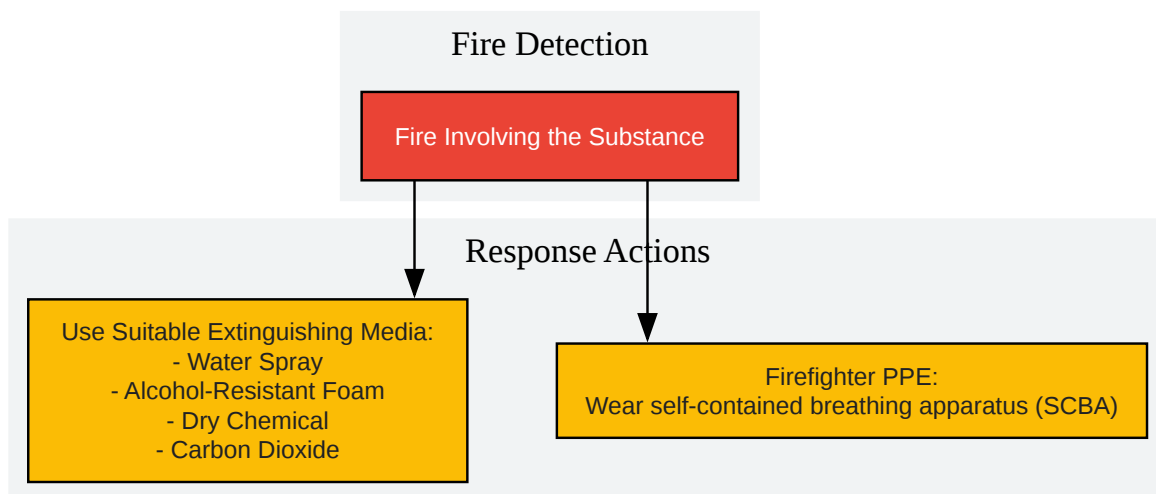 Fire Detection
Fire Involving the Substance
Response Actions
Use Suitable Extinguishing Media:
- Water Spray
- Alcohol-Resistant Foam
- Dry Chemical
- Carbon Dioxide
Firefighter PPE:
Wear self-contained breathing apparatus (SCBA)